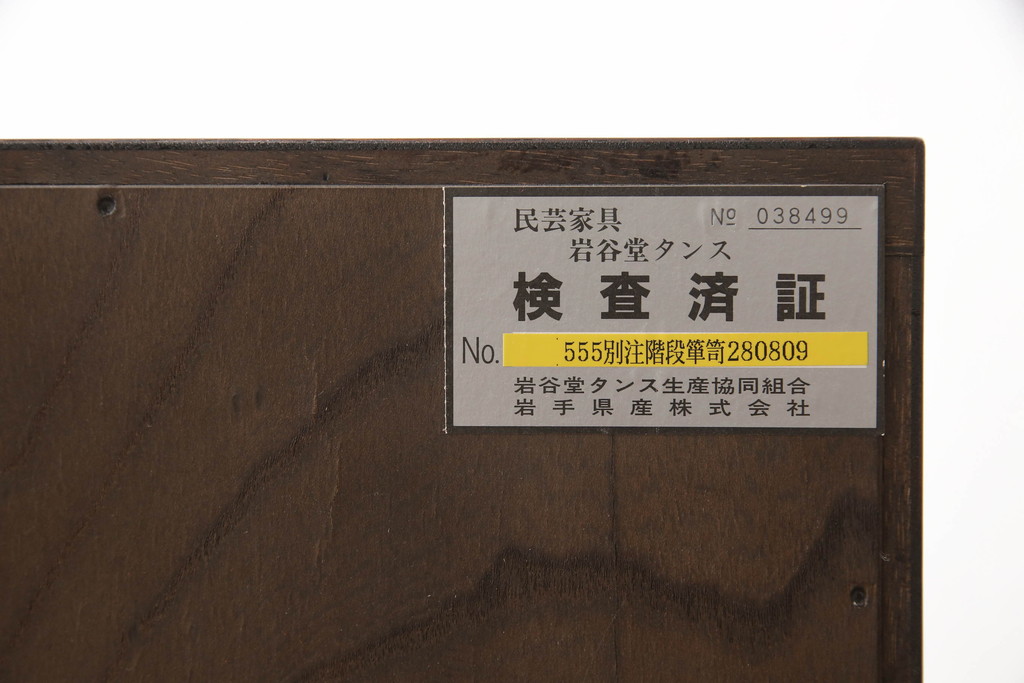 民芸家具 № 038499
岩谷堂タンス
検査済証
No. 555別注階段箪笥280809
岩谷堂タンス生産協同組合
岩手県産株式会社